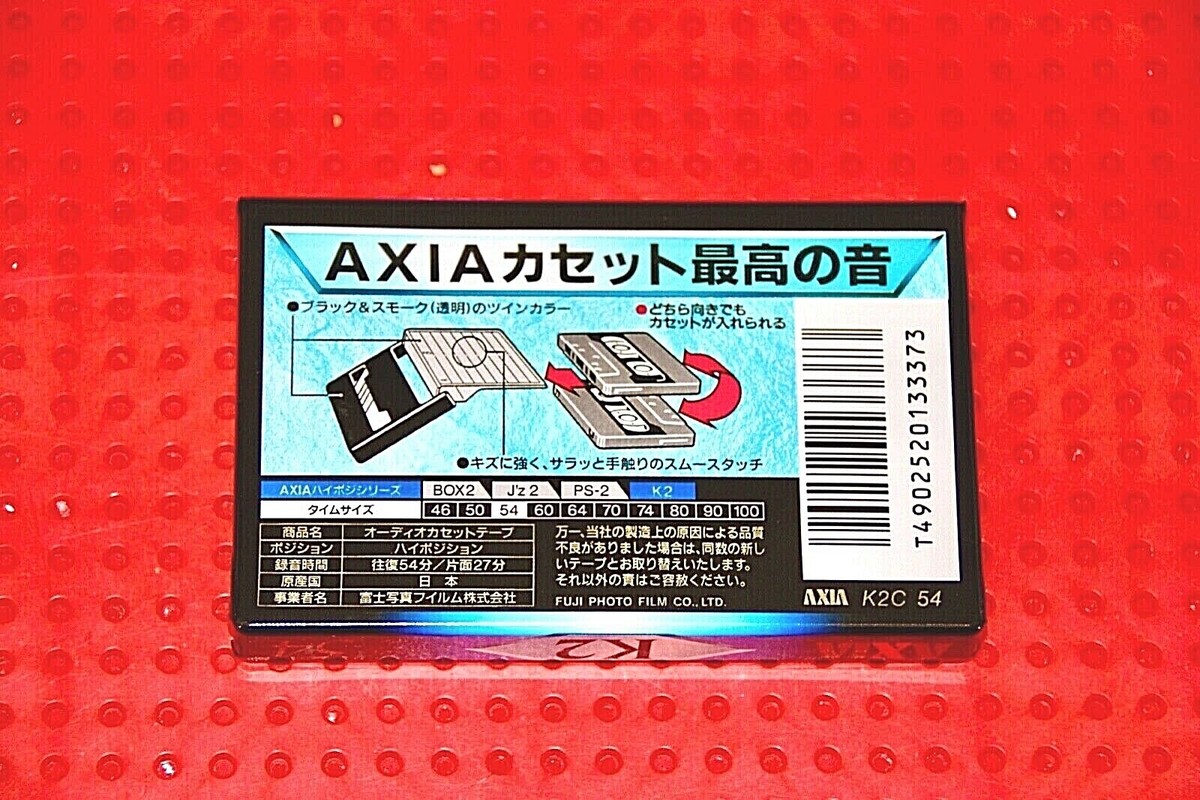 AXIAカセット最高の音
●ブラック&スモーク(透明)のツインカラー
●どちら向きでも
カセットが入れられる
●キズに強く、サラッと手触りのスムースタッチ
T4902520133373
AXIAハイポジシリーズ BOX2 J'z 2 PS-2 K2
タイムサイズ 46 50 54 60 64 70 74 80 90 100
商品名 オーディオカセットテープ
ポジション ハイポジション
録音時間 往復54分/片面27分
原産国 日本
事業者名 富士写真フイルム株式会社
万一、当社の製造上の原因による品質
不良がありました場合は、同数の新し
いテープとお取り替えいたします。
それ以外の責はご容赦ください。
FUJI PHOTO FILM CO., LTD.
AXIA K2C 54
K2
AXIA